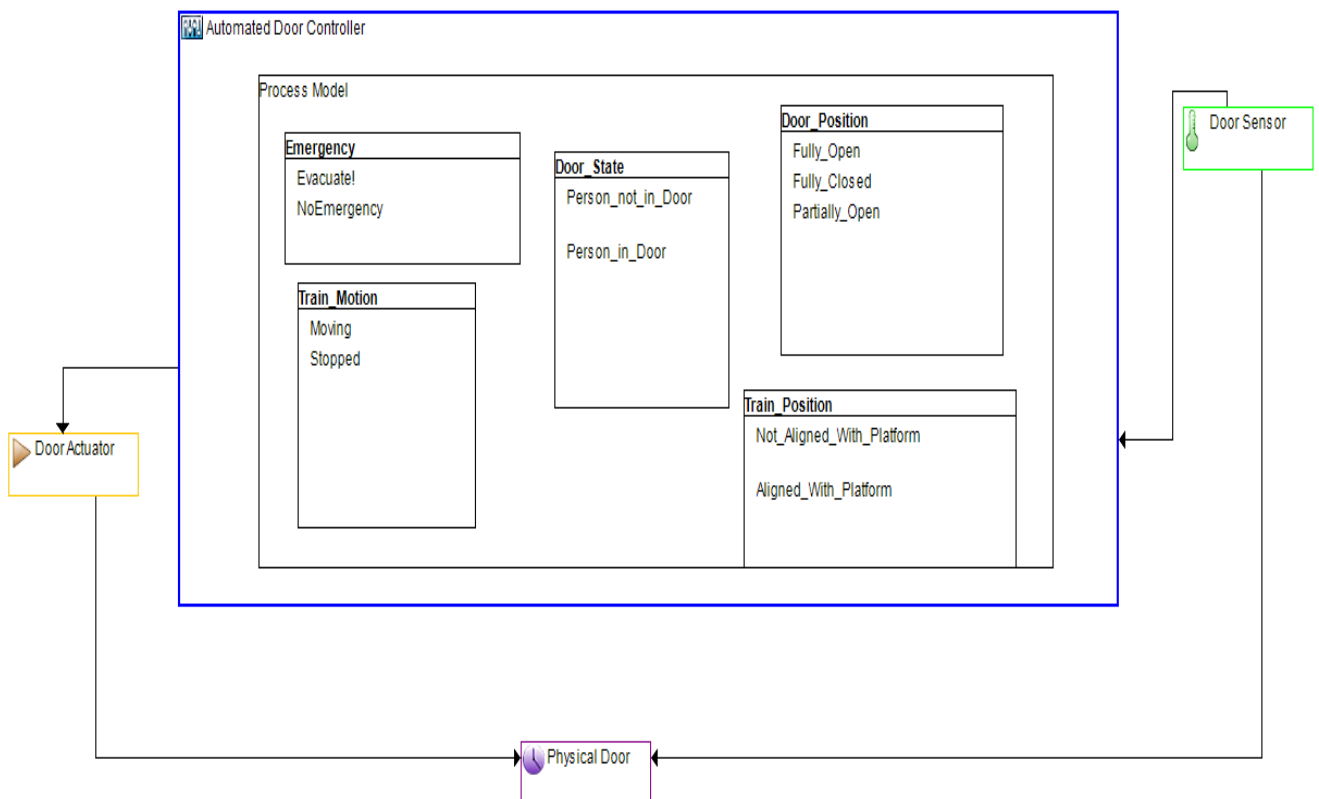 Automated Door Controller
Process Model
Emergency
Evacuate!
NoEmergency
Door_State
Person_not_in_Door
Person_in_Door
Door_Position
Fully_Open
Fully_Closed
Partially_Open
Train_Motion
Moving
Stopped
Train_Position
Not_Aligned_With_Platform
Aligned_With_Platform
Door Sensor
Door Actuator
Physical Door